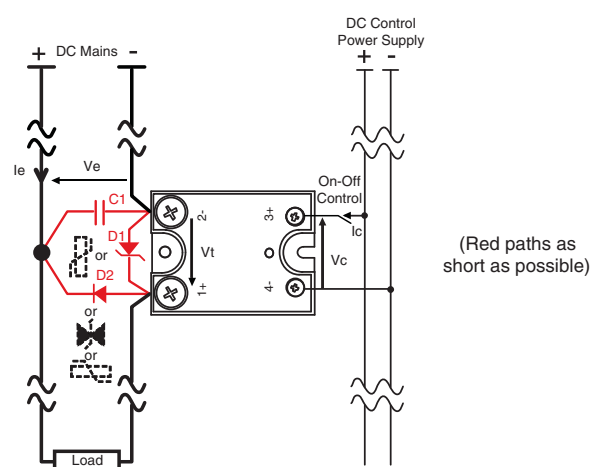 + DC Mains -
DC Control
Power Supply
+ -
Ie
Ve
C1
On-Off
Control
2-
3+
Ic
D1
or
Vt
Vc
(Red paths as
short as possible)
D2
1+
4-
or
or
Load